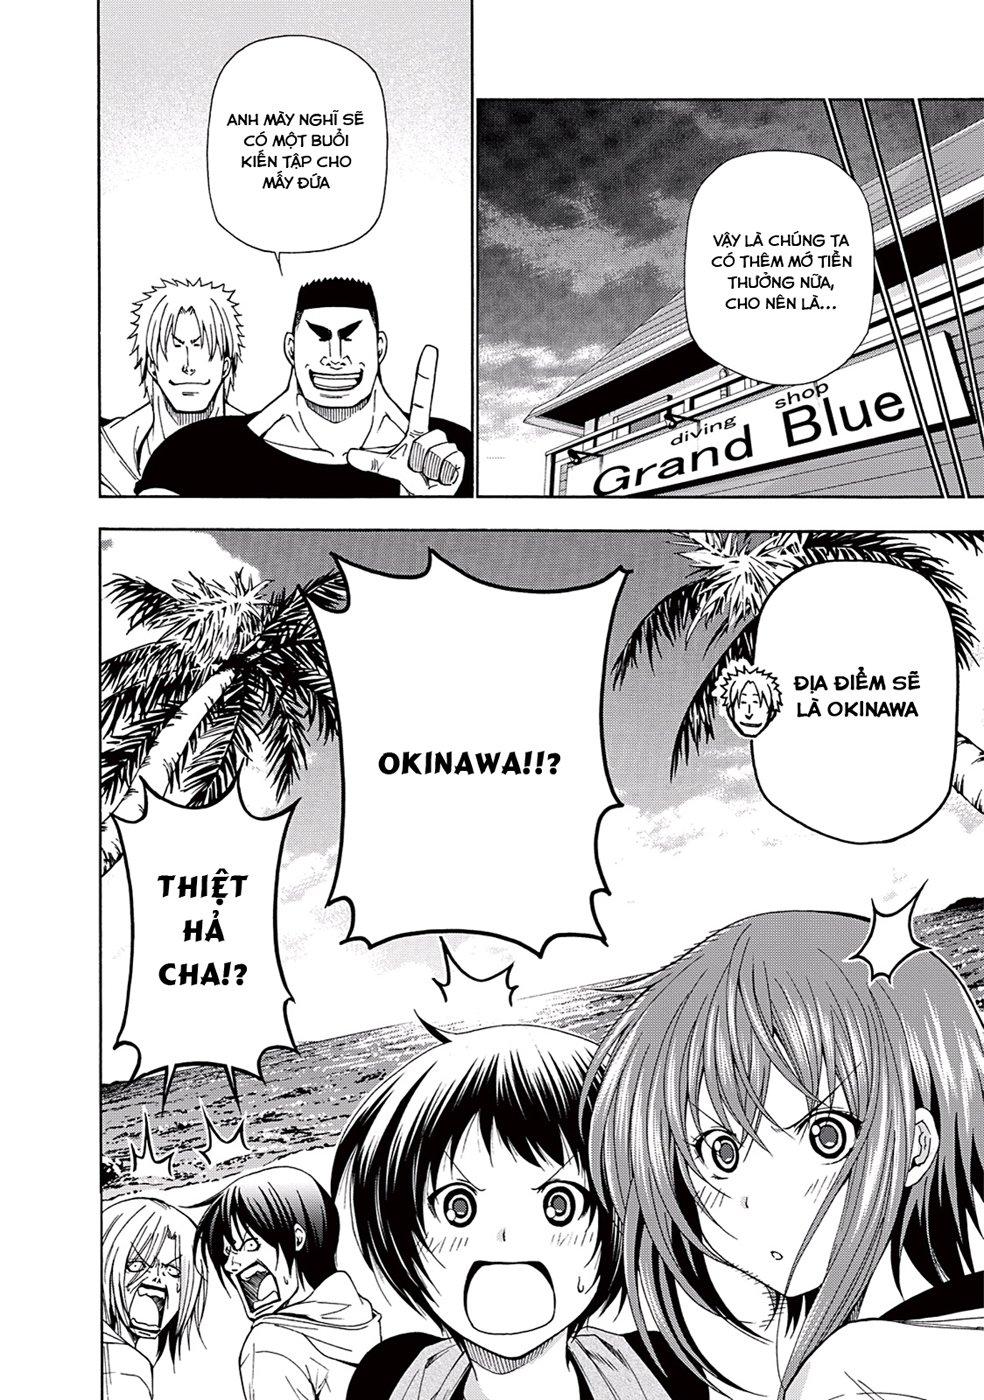 VẬY LÀ CHÚNG TA
CÓ THÊM MỚ TIỀN
THƯỞNG NỮA,
CHO NÊN LÀ...
diving shop
Grand Blue
ANH MÀY NGHĨ SẼ
CÓ MỘT BUỔI
KIẾN TẬP CHO
MẤY ĐỨA
ĐỊA ĐIỂM SẼ
LÀ OKINAWA
OKINAWA!!?
THIỆT
HẢ
CHA!?